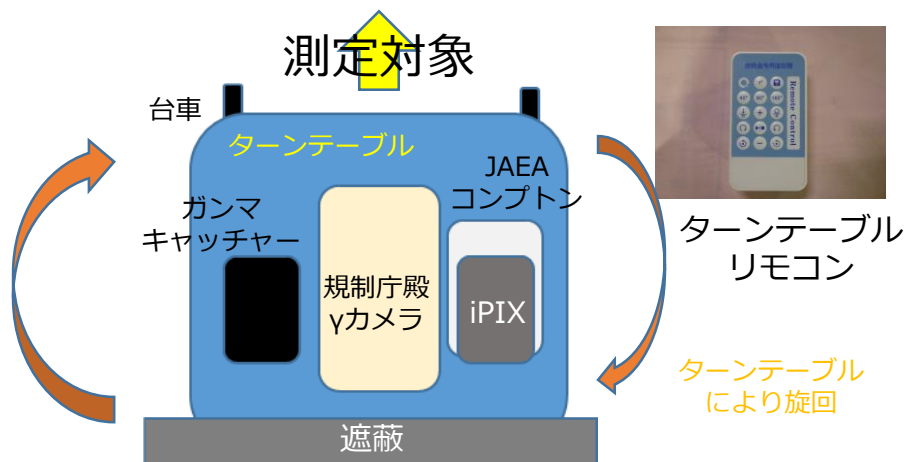 測定対象
台車
ターンテーブル
JAEA
コンプトン
ガンマ
キャッチャー
規制庁殿
γカメラ
iPIX
遮蔽
Remote Control
ターンテーブル
リモコン
ターンテーブル
により旋回